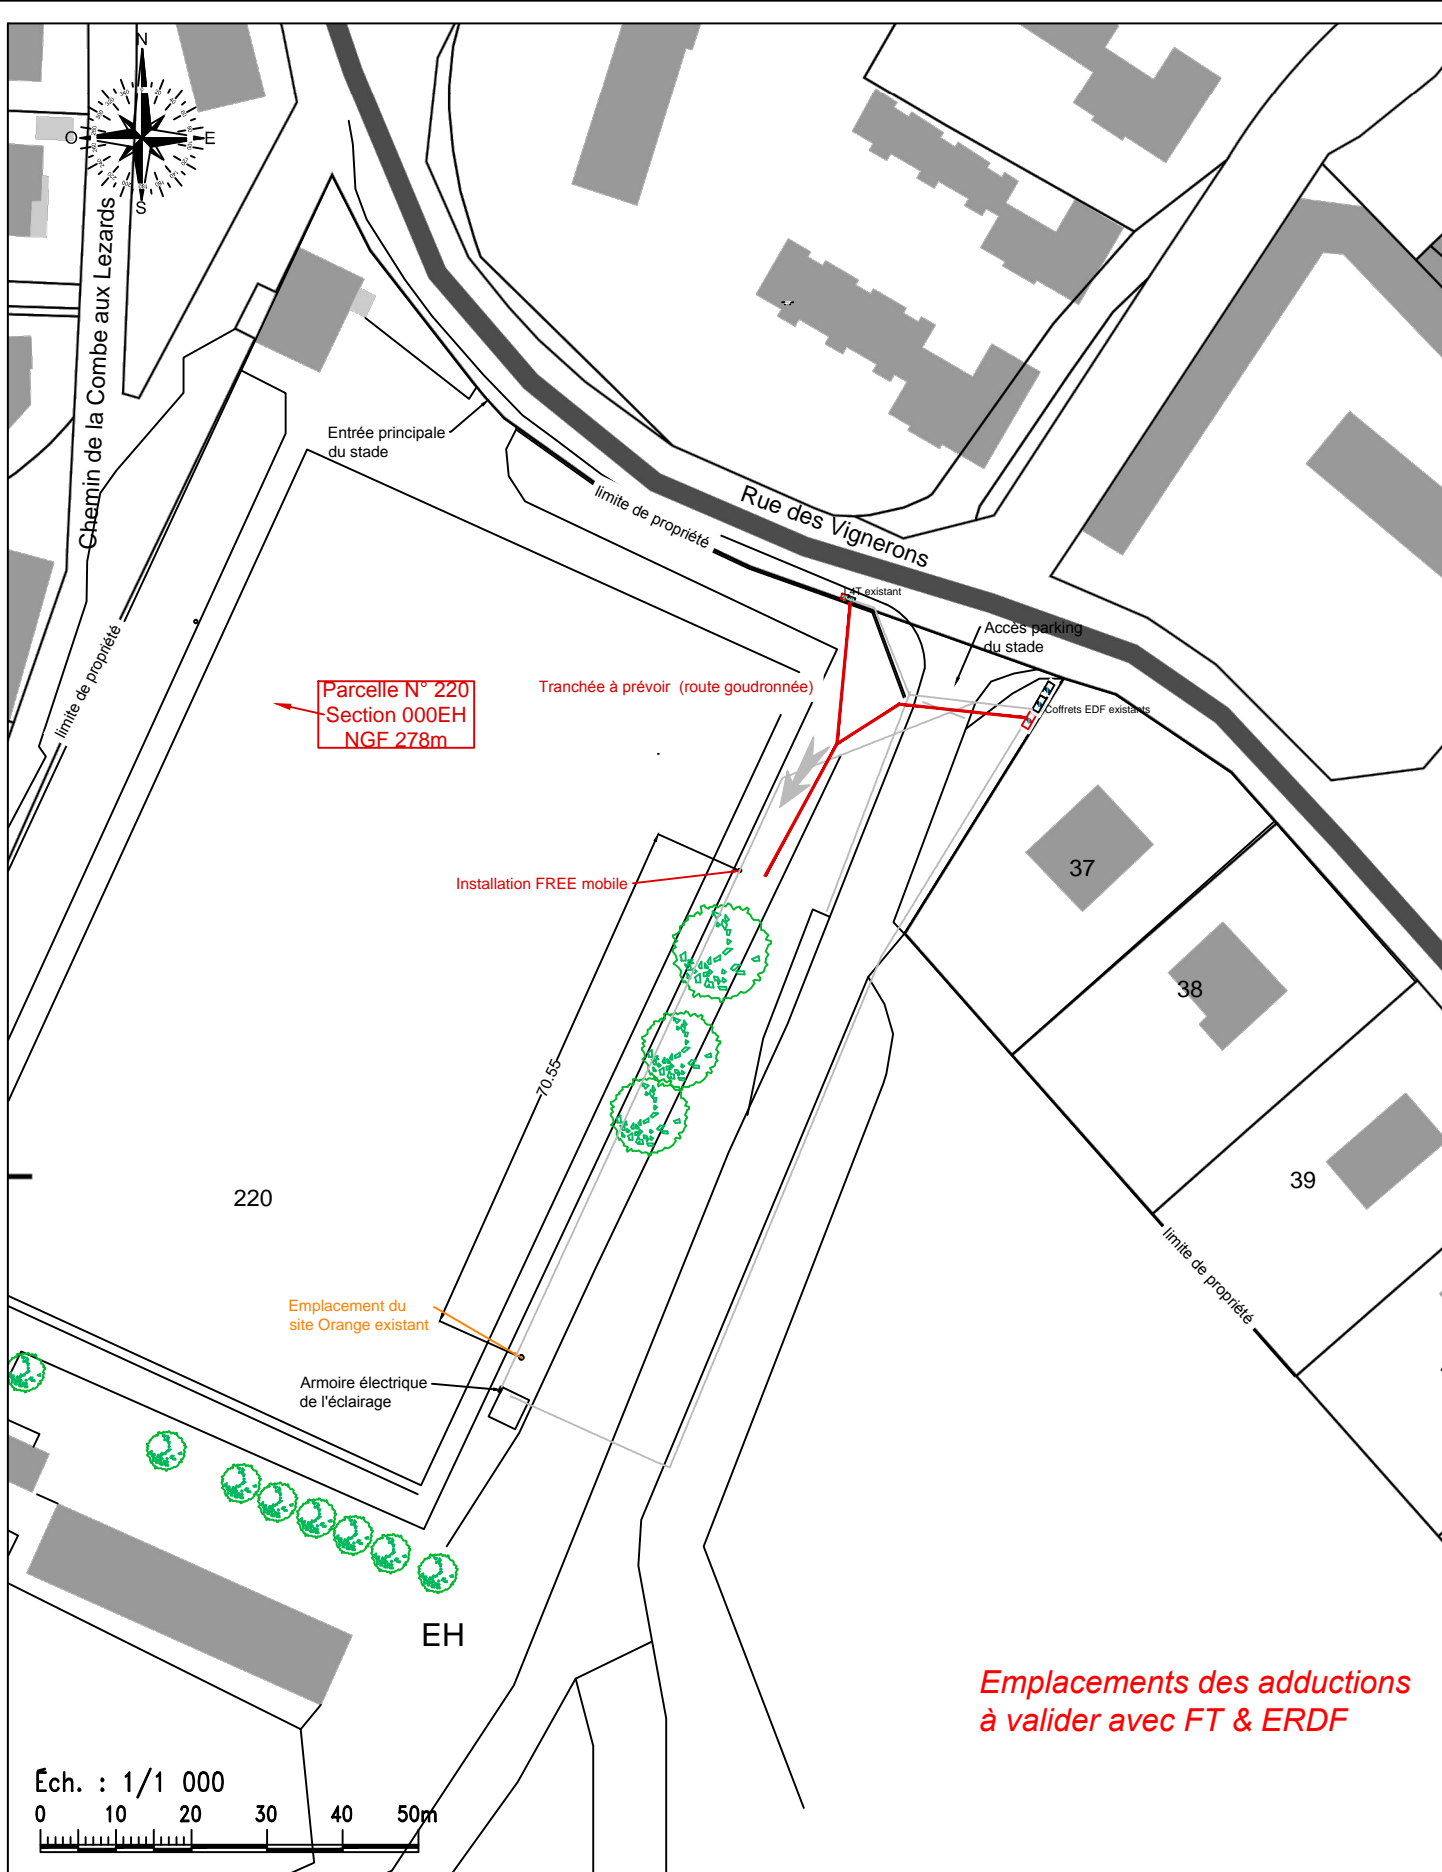 N
O
E
S
Chemin de la Combe aux Lezards
Entrée principale
du stade
limite de propriété
Rue des Vignerons
L4T existant
Accès parking
du stade
limite de propriété
Parcelle N° 220
Section 000EH
NGF 278m
Tranchée à prévoir (route goudronnée)
Coffrets EDF existants
37
Installation FREE mobile
38
70.55
39
220
limite de propriété
Emplacement du
site Orange existant
Armoire électrique
de l'éclairage
EH
Emplacements des adductions
à valider avec FT & ERDF
Éch. : 1/1 000
0 10 20 30 40 50m